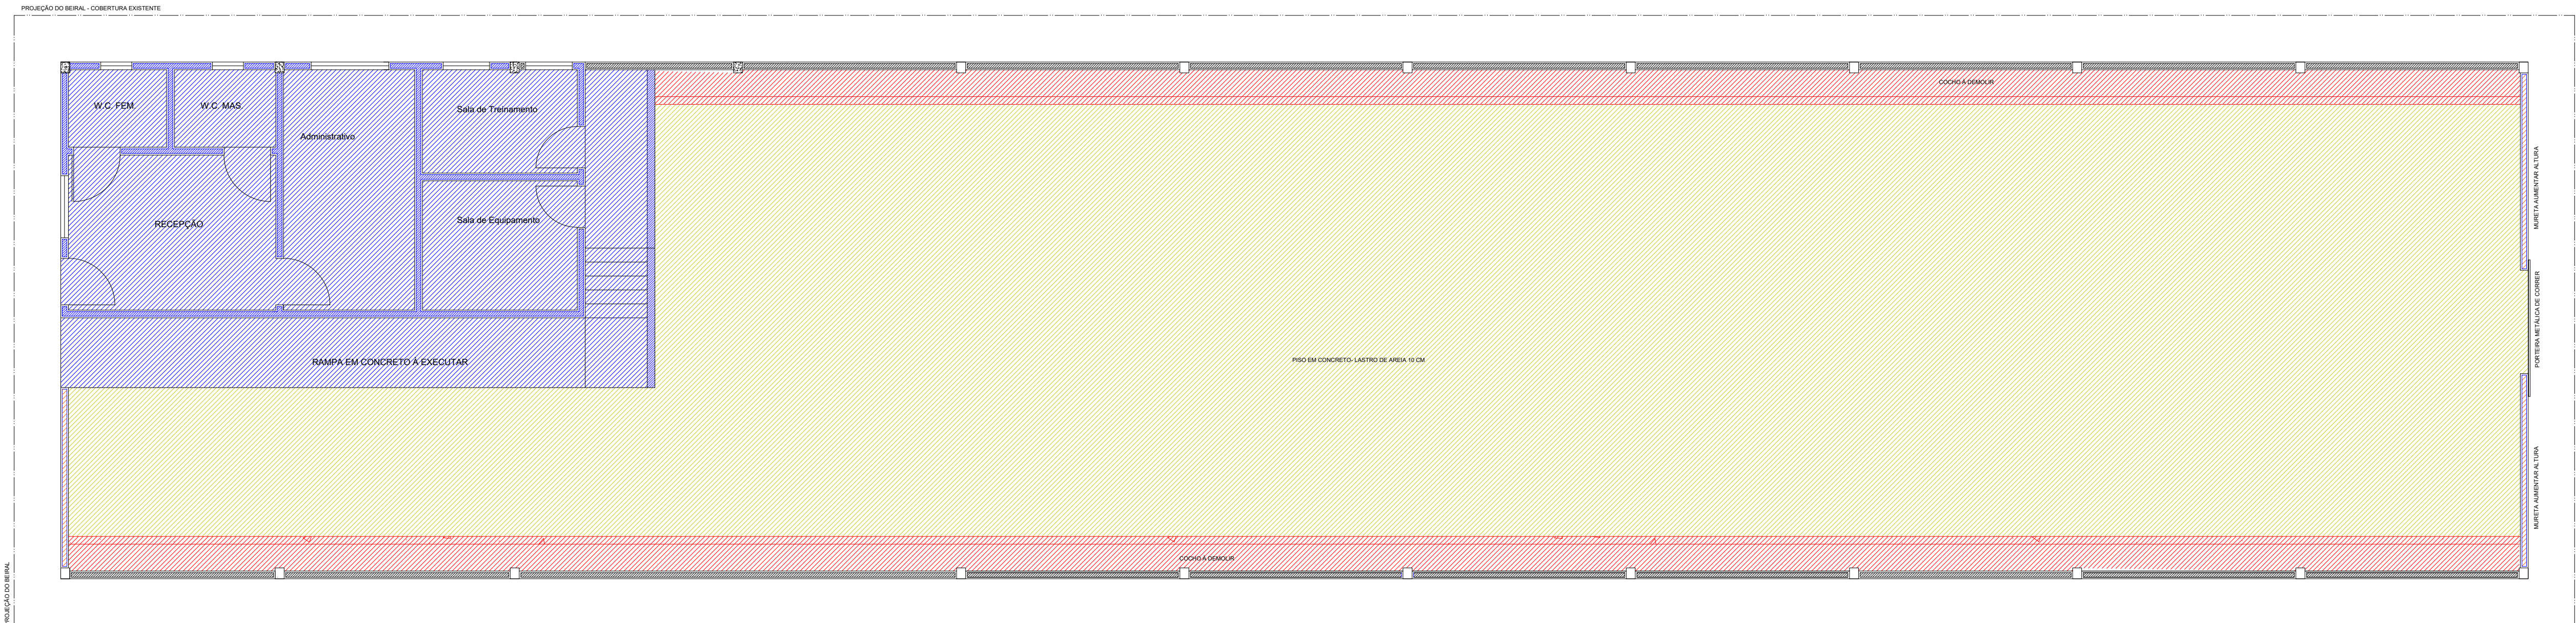 PROJEÇÃO DO BEIRAL - COBERTURA EXISTENTE
COCHO À DEMOLIR
W.C. FEM.
W.C. MAS.
Sala de Treinamento
Administrativo
MURETA AUMENTAR ALTURA
Sala de Equipamento
RECEPÇÃO
PORTEIRA METÁLICA DE CORRER
RAMPA EM CONCRETO À EXECUTAR
PISO EM CONCRETO- LASTRO DE AREIA 10 CM
MURETA AUMENTAR ALTURA
COCHO À DEMOLIR
PROJEÇÃO DO BEIRAL